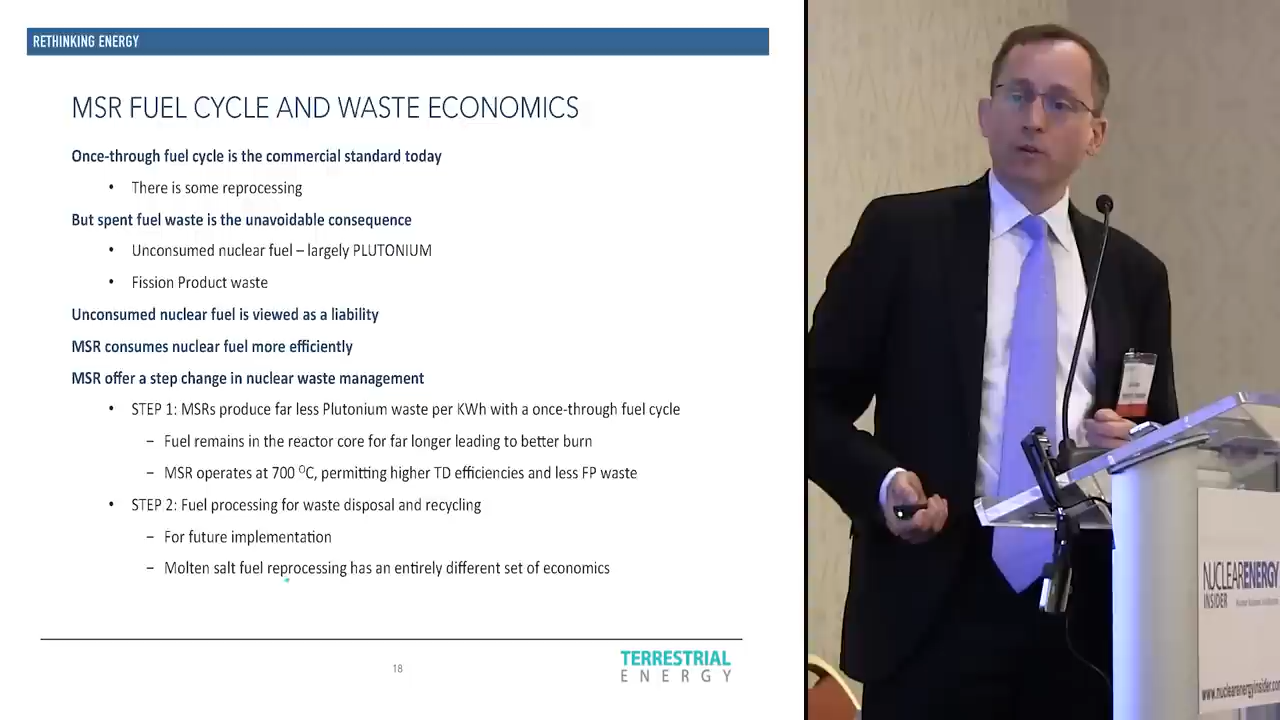 RETHINKING ENERGY
MSR FUEL CYCLE AND WASTE ECONOMICS
Once-through fuel cycle is the commercial standard today
• There is some reprocessing
But spent fuel waste is the unavoidable consequence
• Unconsumed nuclear fuel – largely PLUTONIUM
• Fission Product waste
Unconsumed nuclear fuel is viewed as a liability
MSR consumes nuclear fuel more efficiently
MSR offer a step change in nuclear waste management
• STEP 1: MSRs produce far less Plutonium waste per KWh with a once-through fuel cycle
– Fuel remains in the reactor core for far longer leading to better burn
– MSR operates at 700 °C, permitting higher TD efficiencies and less FP waste
• STEP 2: Fuel processing for waste disposal and recycling
– For future implementation
– Molten salt fuel reprocessing has an entirely different set of economics
18
TERRESTRIAL
ENERGY
NUCLEARENERGY
INSIDER
www.nuclearenergyinsider.co